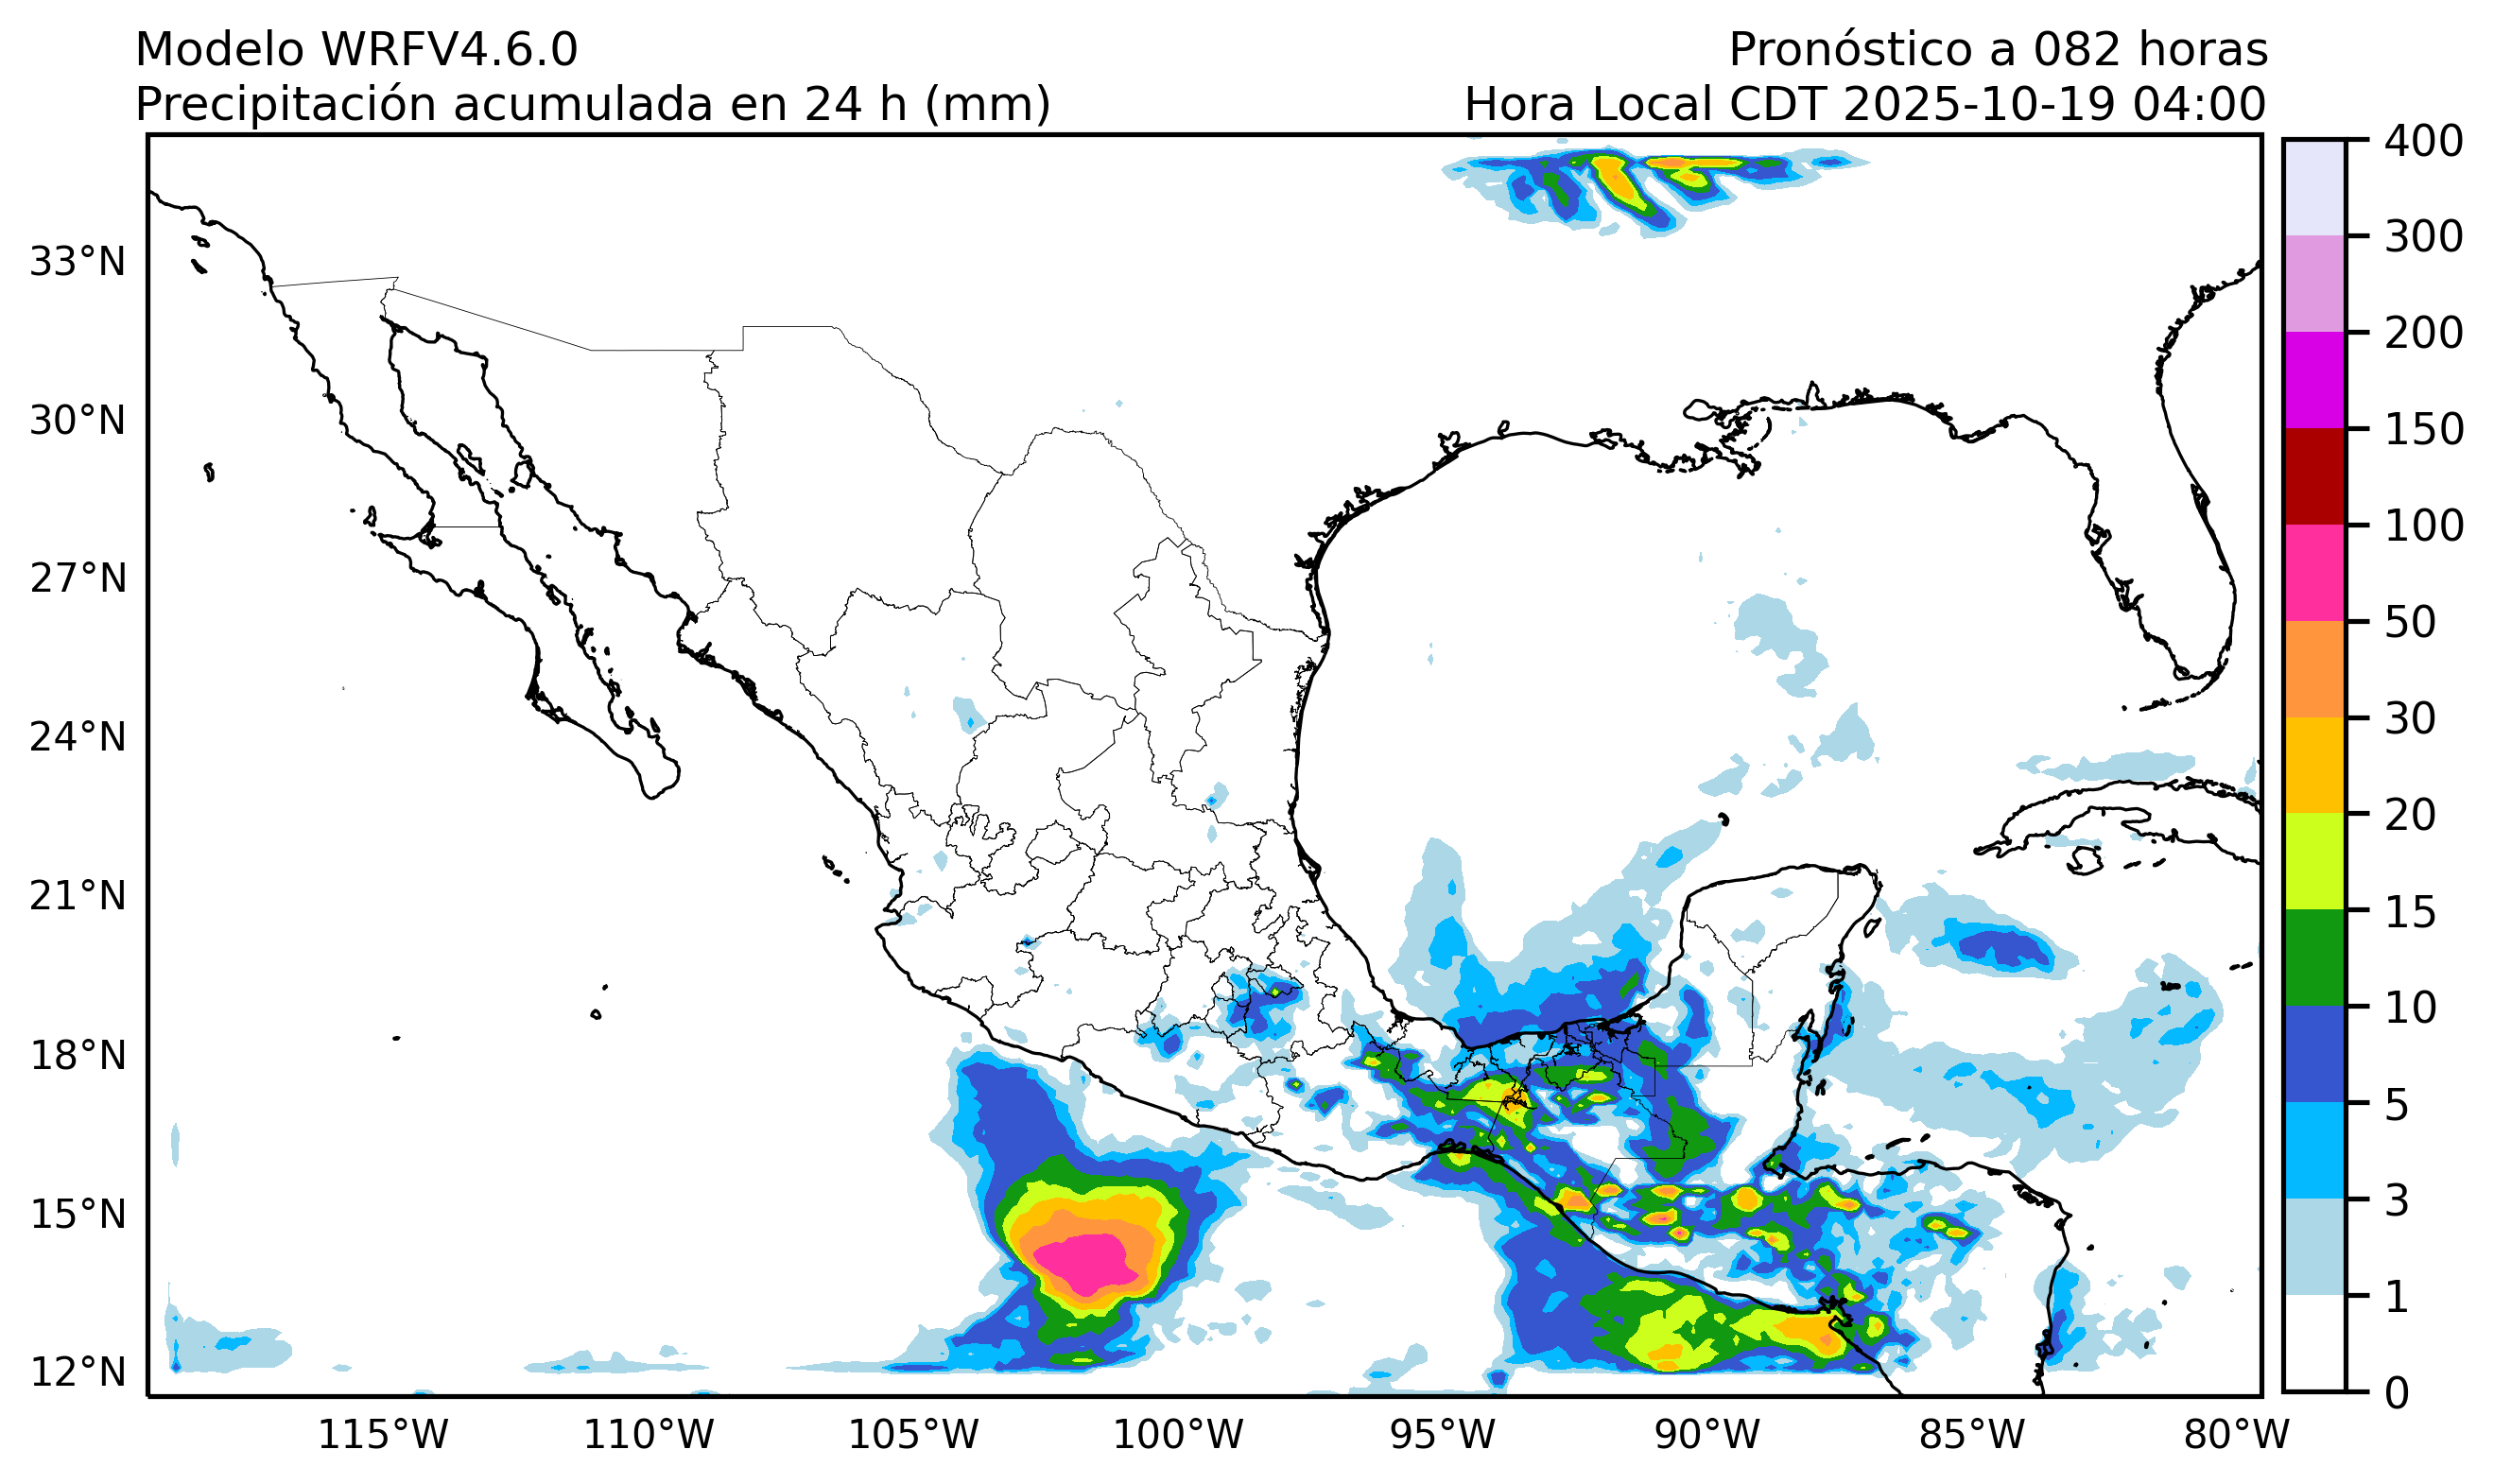 Modelo WRFV4.6.0
Pronóstico a 082 horas
Precipitación acumulada en 24 h (mm)
Hora Local CDT 2025-10-19 04:00
33°N
30°N
27°N
24°N
21°N
18°N
15°N
12°N
115°W
110°W
105°W
100°W
95°W
90°W
85°W
80°W
400
300
200
150
100
50
30
20
15
10
5
3
1
0